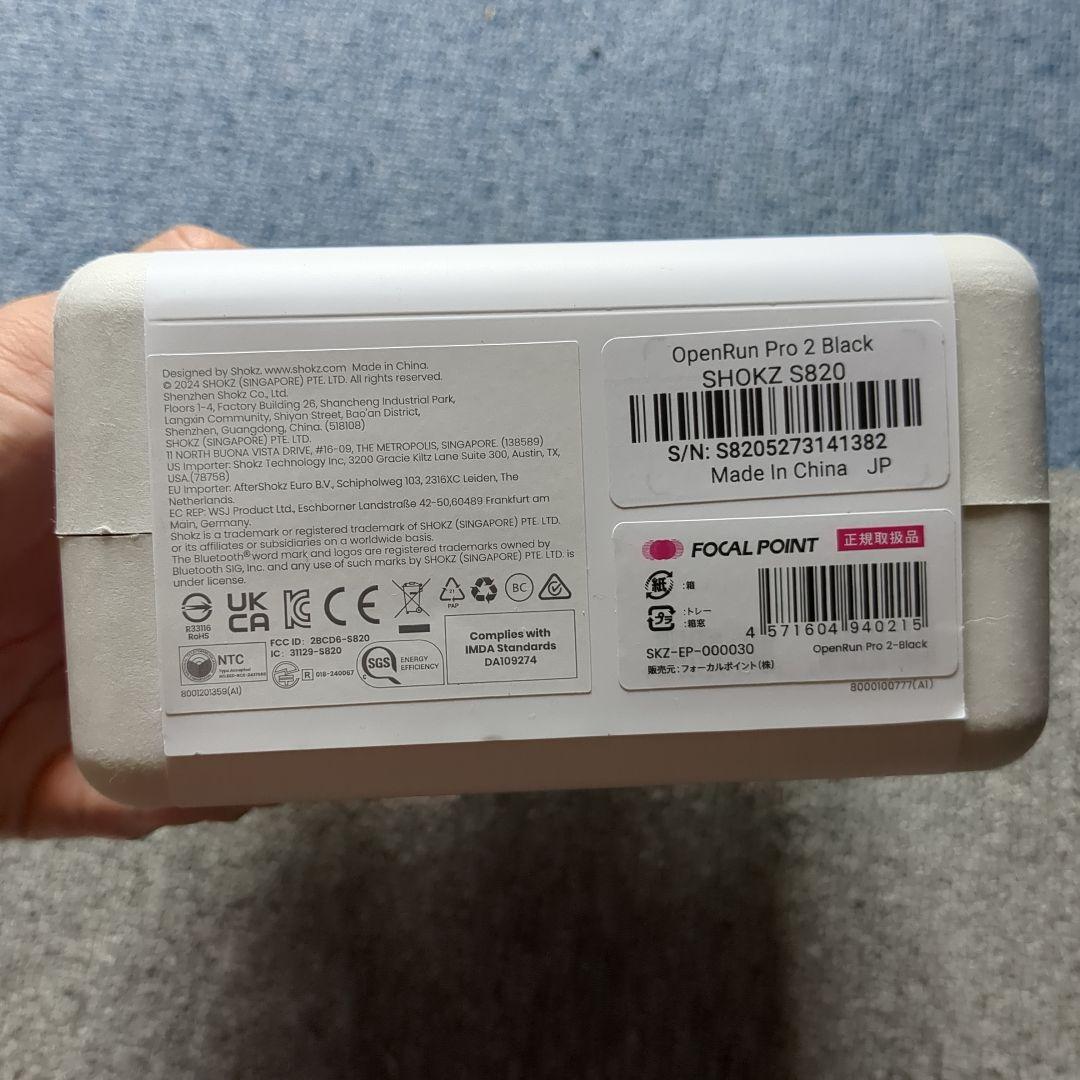 Designed by Shokz. www.shokz.com Made in China.
© 2024 SHOKZ (SINGAPORE) PTE. LTD. All rights reserved.
Shenzhen Shokz Co., Ltd.
Floors 1-4, Factory Building 26, Shancheng Industrial Park,
Langxin Community, Shiyan Street, Bao'an District,
Shenzhen, Guangdong, China. (518108)
SHOKZ (SINGAPORE) PTE. LTD.
11 NORTH BUONA VISTA DRIVE, #16-09, THE METROPOLIS, SINGAPORE. (138589)
US Importer: Shokz Technology Inc, 3200 Gracie Kiltz Lane Suite 300, Austin, TX,
USA.(78758)
EU Importer: AfterShokz Euro B.V., Schipholweg 103, 2316XC Leiden, The
Netherlands.
EC REP: WSJ Product Ltd., Eschborner Landstraße 42-50,60489 Frankfurt am
Main, Germany.
Shokz is a trademark or registered trademark of SHOKZ (SINGAPORE) PTE. LTD.
or its affiliates or subsidiaries on a worldwide basis.
The Bluetooth® word mark and logos are registered trademarks owned by
Bluetooth SIG, Inc. and any use of such marks by SHOKZ (SINGAPORE) PTE. LTD. is
under license.
R33116
RoHS
UK
CA
CE
21
PAP
BC
FCC ID: 2BCD6-S820
IC: 31129-S820
NTC
Type Accepted
R 018-240067
SGS
ENERGY
EFFICIENCY
Complies with
IMDA Standards
DA109274
8001201359(A1)
OpenRun Pro 2 Black
SHOKZ S820
S/N: S8205273141382
Made In China JP
FOCAL POINT
正規取扱品
紙 :箱
プラ :トレー
:箱窓
4 571604 940215
SKZ-EP-000030
OpenRun Pro 2-Black
販売元:フォーカルポイント(株)
8000100777(A1)